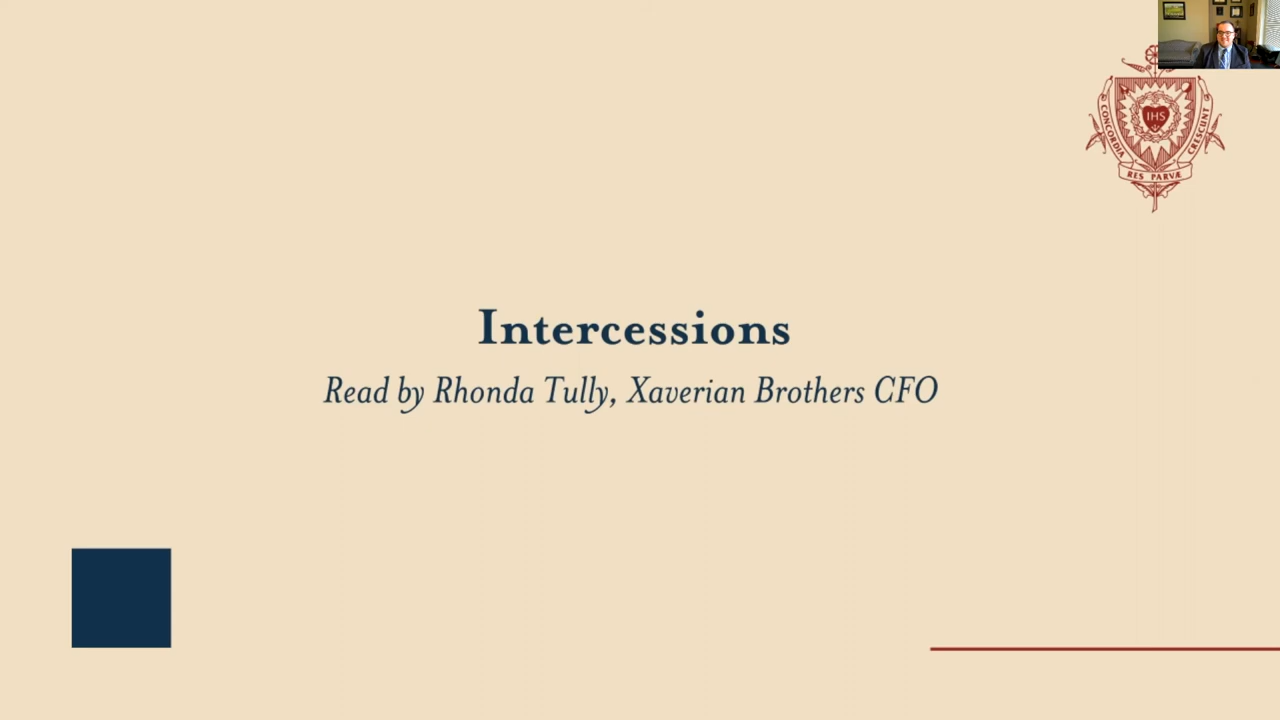 IHS
CONCORDIA
RES PARVÆ
CRESCUNT
Intercessions
Read by Rhonda Tully, Xaverian Brothers CFO